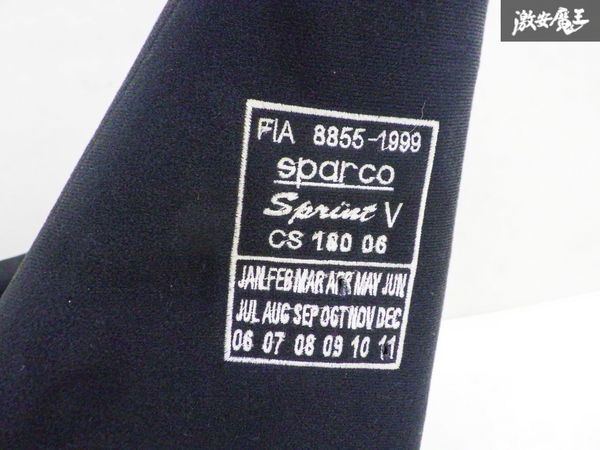 激安魔王
FIA 8855-1999
sparco
Sprint V
CS 180 06
JAN.FEB MAR APR MAY JUN.
JUL AUG SEP OCT NOV DEC
06 07 08 09 10 11